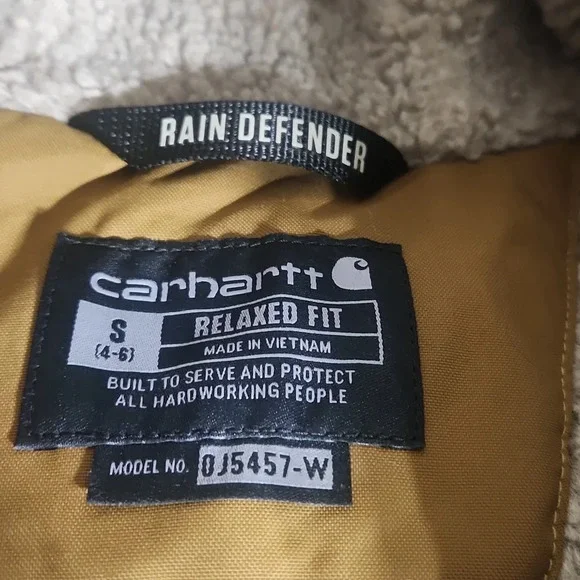 RAIN DEFENDER
carhartt
S
(4-6)
RELAXED FIT
MADE IN VIETNAM
BUILT TO SERVE AND PROTECT
ALL HARDWORKING PEOPLE
MODEL NO. OJ5457-W